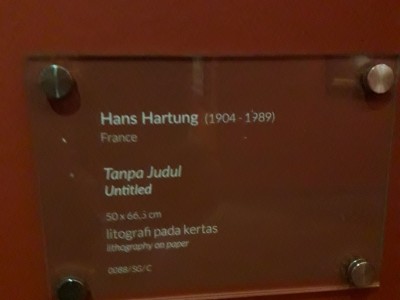 Hans Hartung (1904 - 1989)
France
Tanpa Judul
Untitled
50 x 66,5 cm
litografi pada kertas
lithography on paper
0088/SG/C